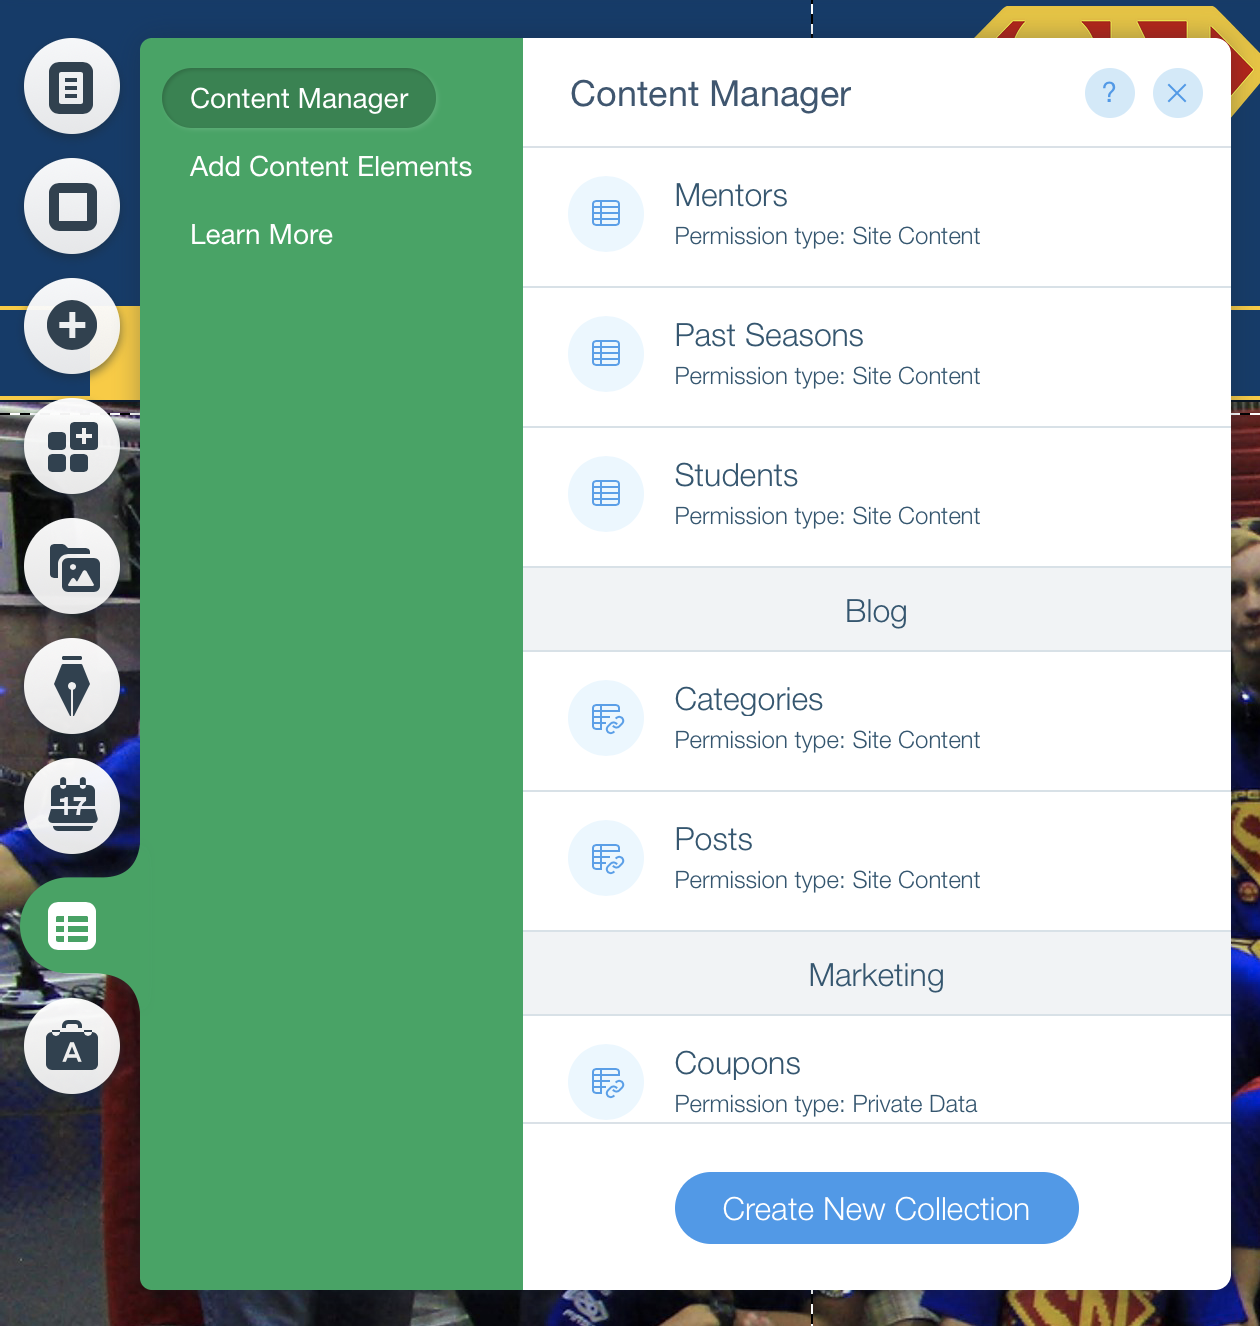 Content Manager
Add Content Elements
Learn More
Content Manager
?
Mentors
Permission type: Site Content
Past Seasons
Permission type: Site Content
Students
Permission type: Site Content
Blog
Categories
Permission type: Site Content
Posts
Permission type: Site Content
Marketing
Coupons
Permission type: Private Data
Create New Collection
17
A